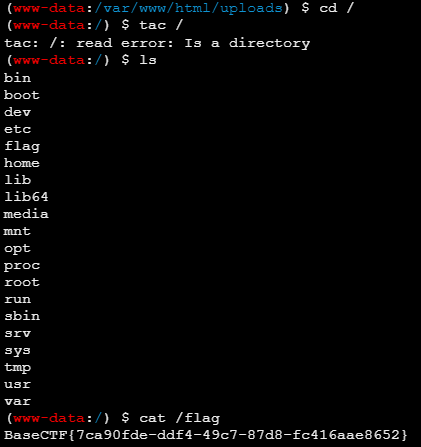 (www-data:/var/www/html/uploads) $ cd /
(www-data:/) $ tac /
tac: /: read error: Is a directory
(www-data:/) $ ls
bin
boot
dev
etc
flag
home
lib
lib64
media
mnt
opt
proc
root
run
sbin
srv
sys
tmp
usr
var
(www-data:/) $ cat /flag
BaseCTF{7ca90fde-ddf4-49c7-87d8-fc416aae8652}